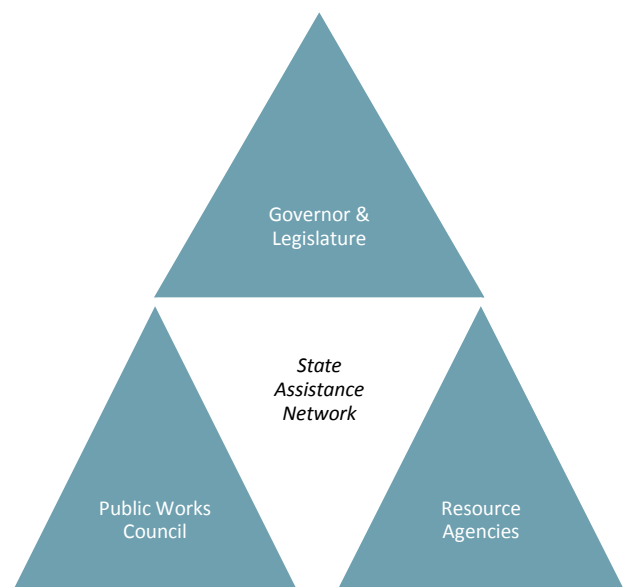 Governor &
Legislature
State
Assistance
Network
Public Works
Council
Resource
Agencies